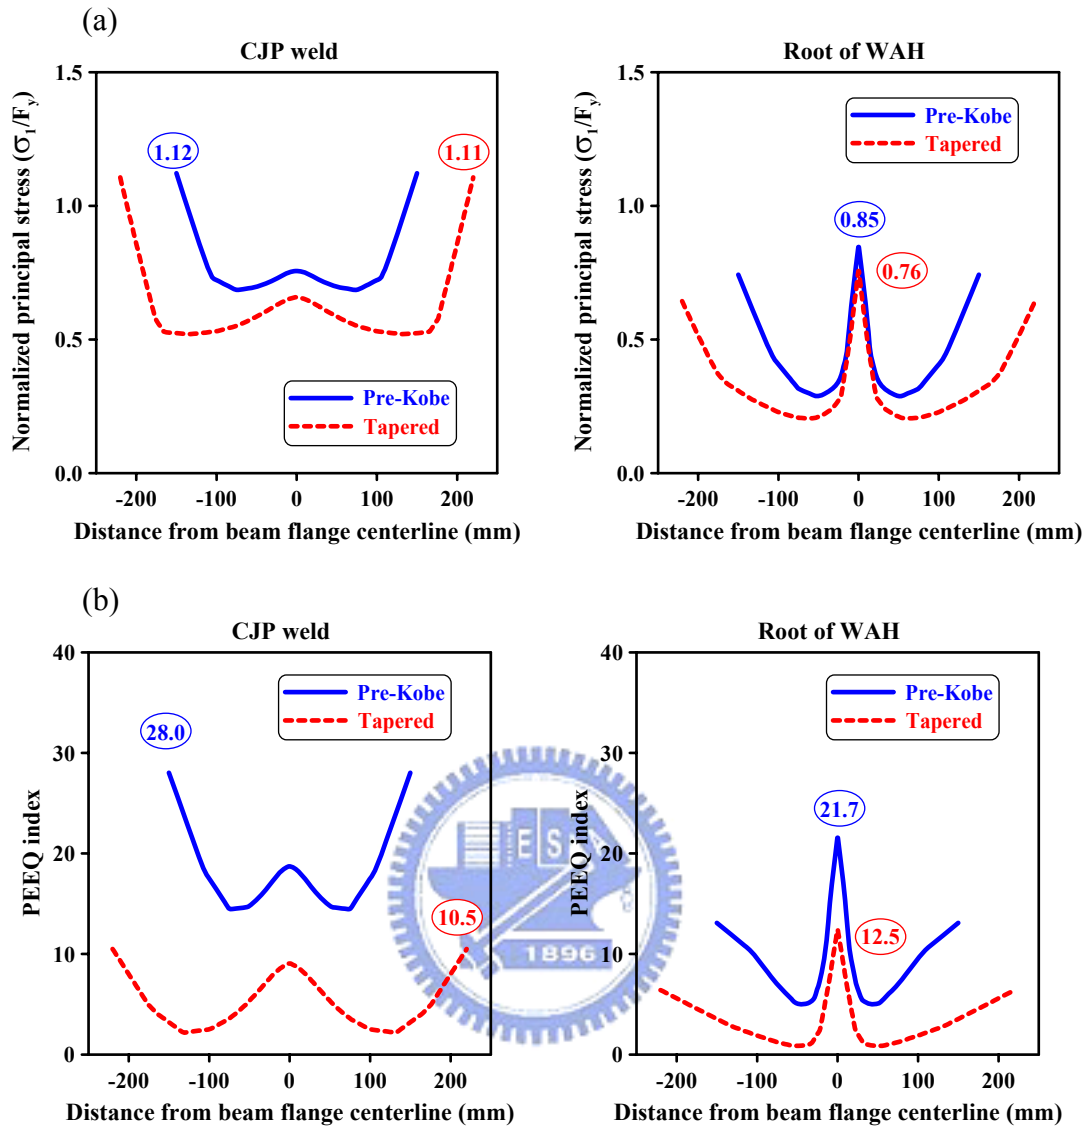 (a)
CJP weld
Normalized principal stress (σ1/Fy)
1.5
1.0
0.5
0.0
1.12
1.11
Pre-Kobe
Tapered
-200 -100 0 100 200
Distance from beam flange centerline (mm)
Root of WAH
Normalized principal stress (σ1/Fy)
1.5
1.0
0.5
0.0
Pre-Kobe
Tapered
0.85
0.76
-200 -100 0 100 200
Distance from beam flange centerline (mm)
(b)
CJP weld
PEEQ index
40
30
20
10
0
Pre-Kobe
Tapered
28.0
10.5
-200 -100 0 100 200
Distance from beam flange centerline (mm)
Root of WAH
PEEQ index
40
30
20
10
0
Pre-Kobe
Tapered
21.7
12.5
-200 -100 0 100 200
Distance from beam flange centerline (mm)
E S
1896